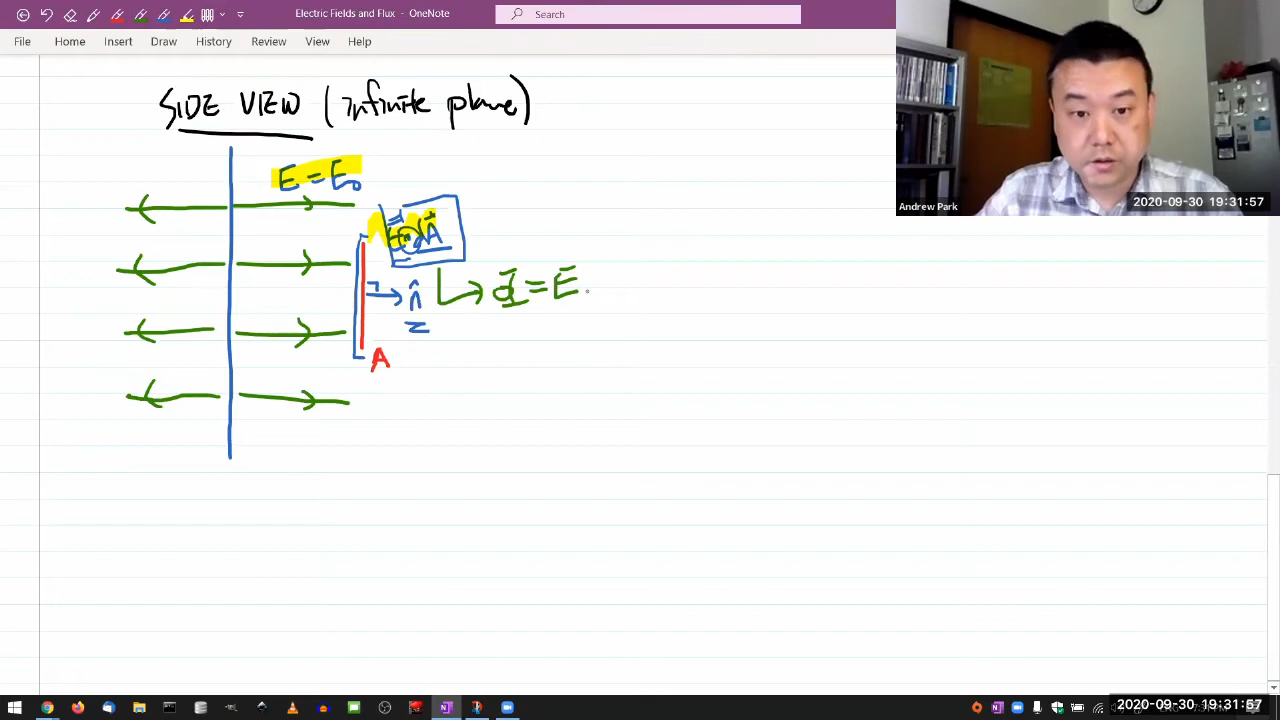 Electric Fields and Flux - OneNote
Search
File Home Insert Draw History Review View Help
SIDE VIEW (infinite plane)
E = E₀
A⃗
n̂
Φ = E
A
Andrew Park
2020-09-30 19:31:57
2020-09-30 19:31:57